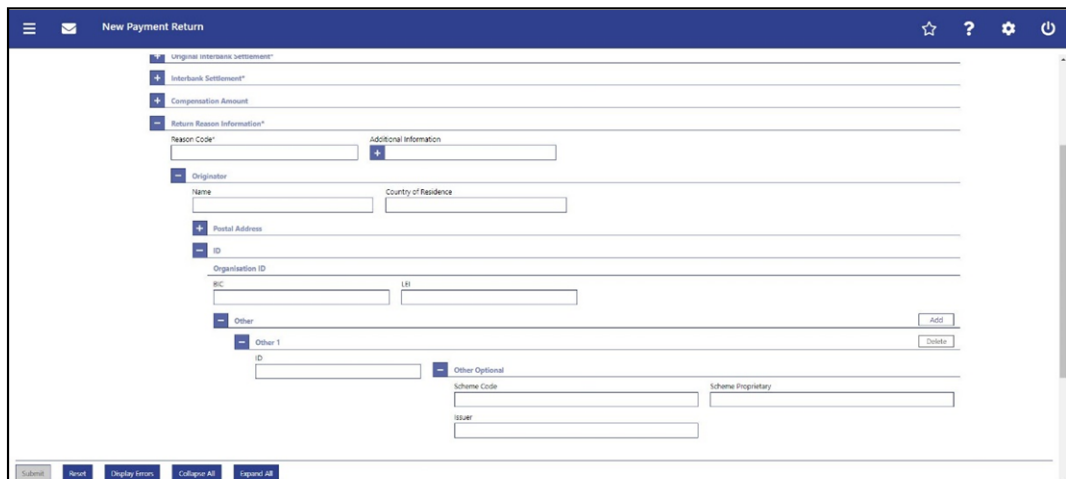 New Payment Return
Original Interbank Settlement*
Interbank Settlement*
Compensation Amount
Return Reason Information*
Reason Code* Additional Information
Originator
Name Country of Residence
Postal Address
ID
Organisation ID
BIC LEI
Other Add
Other 1 Delete
ID Other Optional
Scheme Code Scheme Proprietary
Issuer
Submit Reset Display Errors Collapse All Expand All